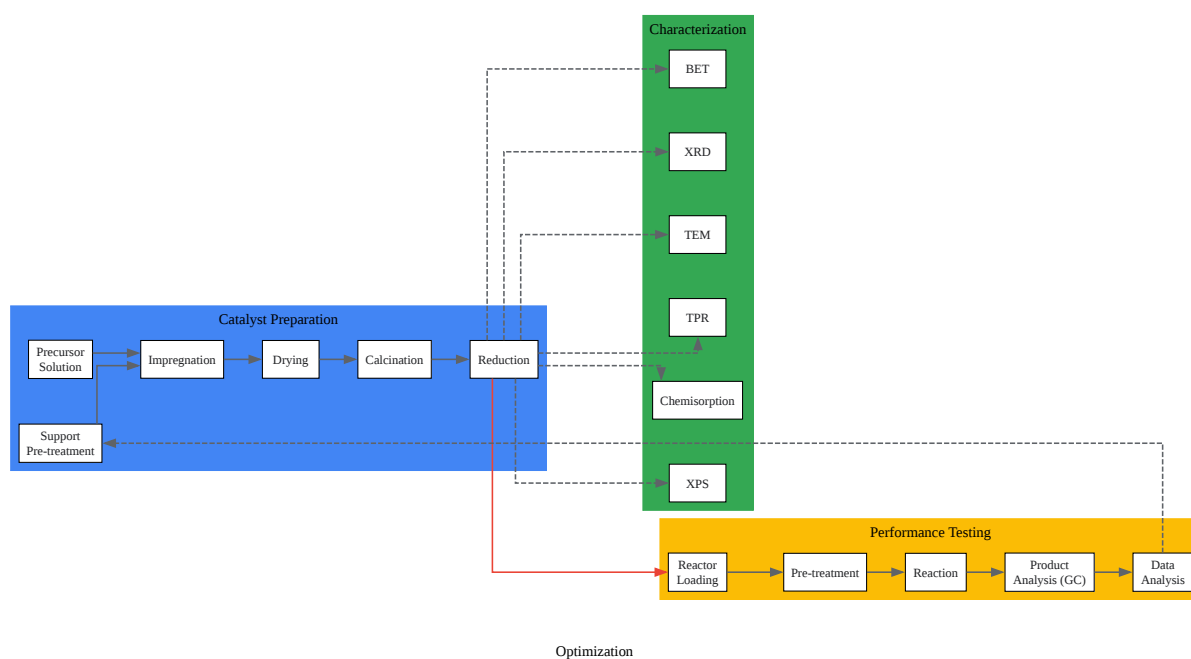 Characterization
BET
XRD
TEM
TPR
Chemisorption
XPS
Catalyst Preparation
Precursor
Solution
Impregnation
Drying
Calcination
Reduction
Support
Pre-treatment
Performance Testing
Reactor
Loading
Pre-treatment
Reaction
Product
Analysis (GC)
Data
Analysis
Optimization